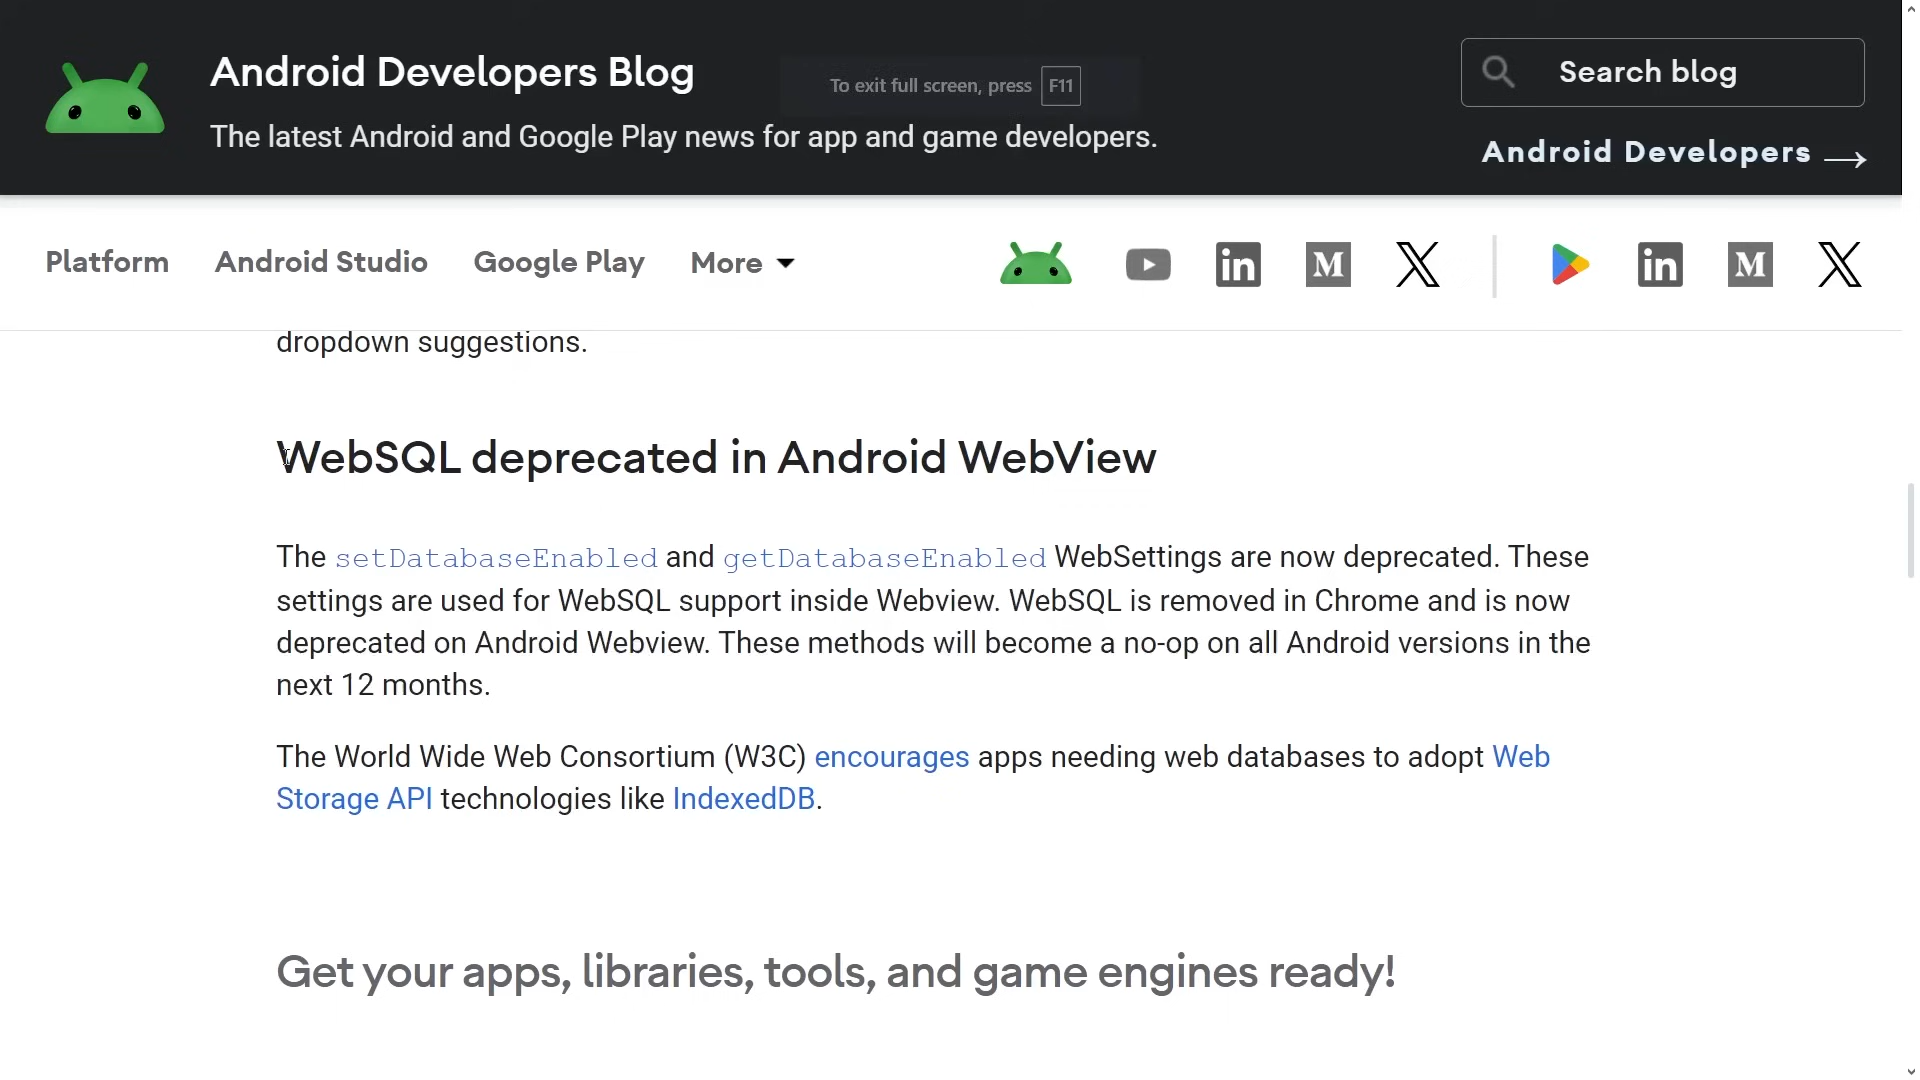 Android Developers Blog
To exit full screen, press F11
Search blog
The latest Android and Google Play news for app and game developers.
Android Developers
Platform Android Studio Google Play More
dropdown suggestions.
WebSQL deprecated in Android WebView
The setDatabaseEnabled and getDatabaseEnabled WebSettings are now deprecated. These
settings are used for WebSQL support inside Webview. WebSQL is removed in Chrome and is now
deprecated on Android Webview. These methods will become a no-op on all Android versions in the
next 12 months.
The World Wide Web Consortium (W3C) encourages apps needing web databases to adopt Web
Storage API technologies like IndexedDB.
Get your apps, libraries, tools, and game engines ready!